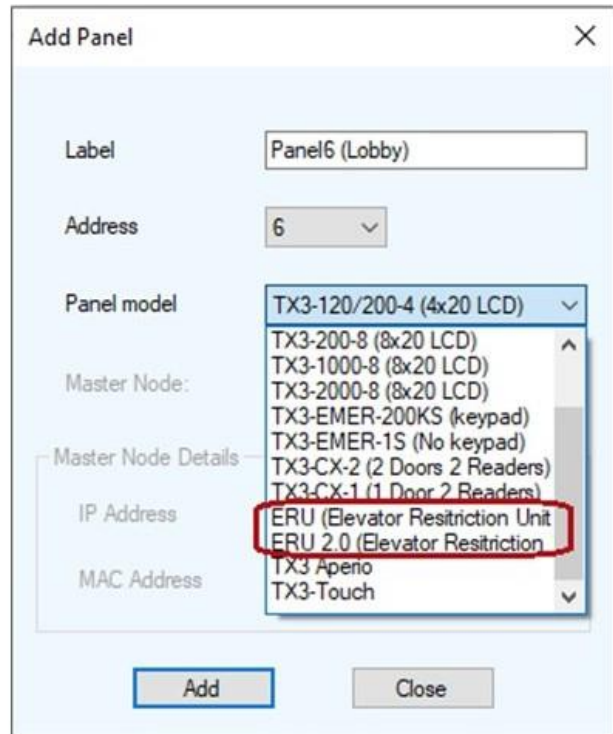 Add Panel
Label
Panel6 (Lobby)
Address
6
Panel model
TX3-120/200-4 (4x20 LCD)
TX3-200-8 (8x20 LCD)
TX3-1000-8 (8x20 LCD)
TX3-2000-8 (8x20 LCD)
TX3-EMER-200KS (keypad)
TX3-EMER-1S (No keypad)
TX3-CX-2 (2 Doors 2 Readers)
TX3-CX-1 (1 Door 2 Readers)
ERU (Elevator Resitriction Unit
ERU 2.0 (Elevator Resitriction
TX3 Aperio
TX3-Touch
Master Node:
Master Node Details
IP Address
MAC Address
Add
Close